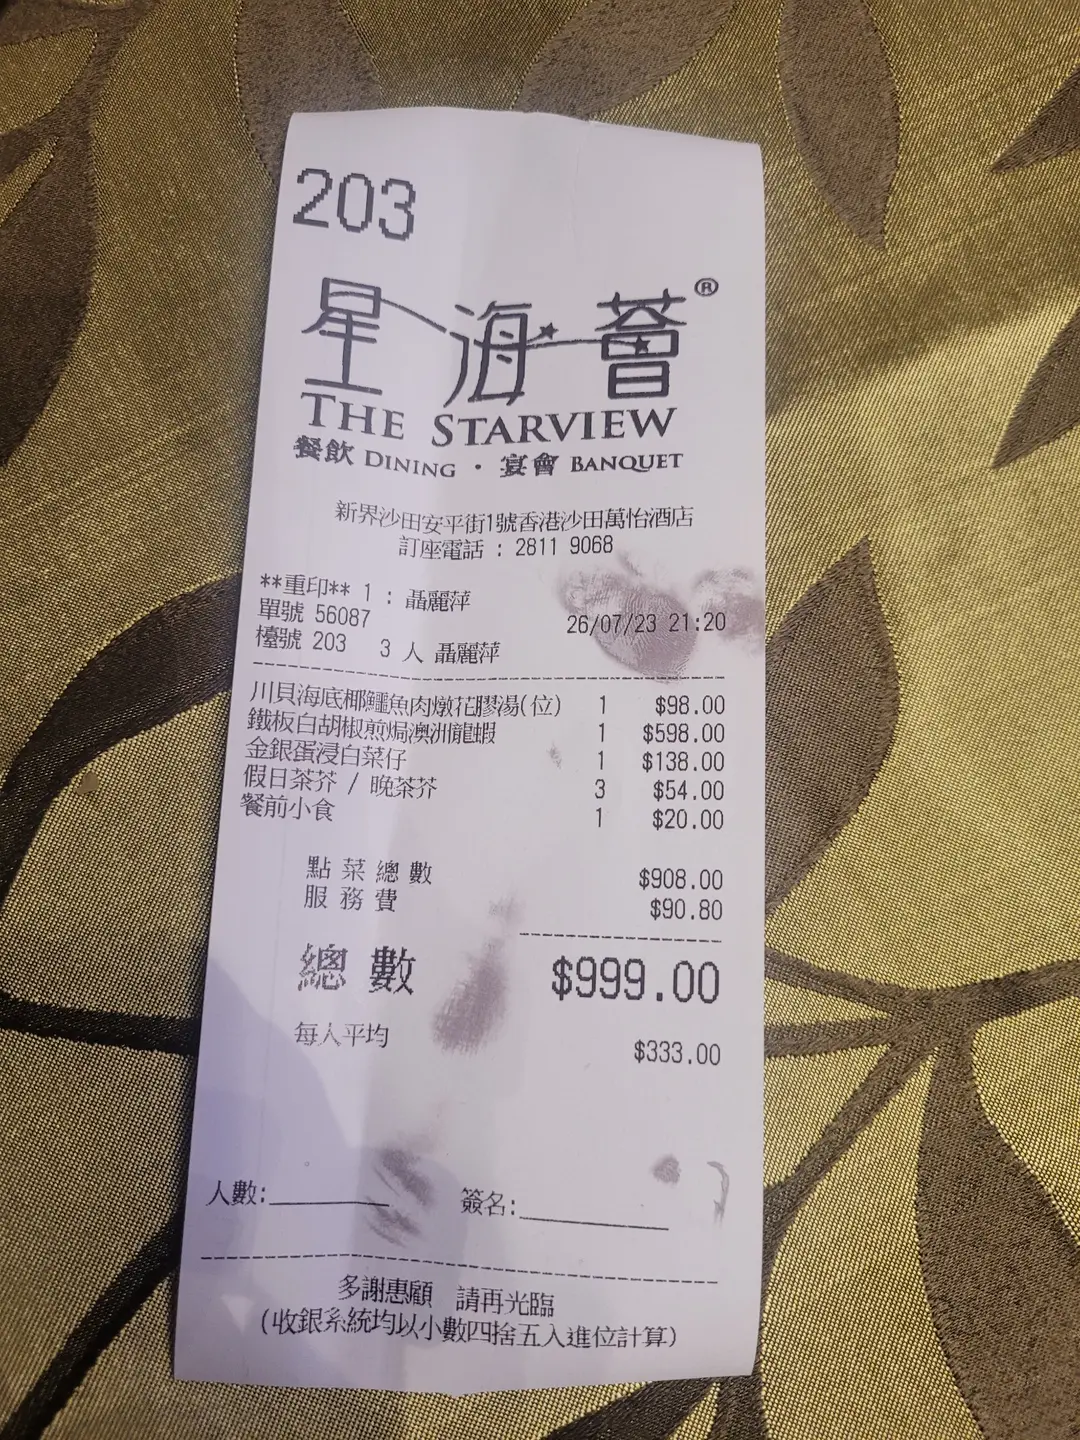 203
星海薈®
THE STARVIEW
餐飲 DINING · 宴會 BANQUET
新界沙田安平街1號香港沙田萬怡酒店
訂座電話 : 2811 9068
**重印** 1 : 聶麗萍
單號 56087 26/07/23 21:20
檯號 203 3 人 聶麗萍
川貝海底椰鱷魚肉燉花膠湯(位) 1 $98.00
鐵板白胡椒煎焗澳洲龍蝦 1 $598.00
金銀蛋浸白菜仔 1 $138.00
假日茶芥 / 晚茶芥 3 $54.00
餐前小食 1 $20.00
點菜總數 $908.00
服務費 $90.80
總數 $999.00
每人平均 $333.00
人數:________ 簽名:__________
多謝惠顧 請再光臨
(收銀系統均以小數四捨五入進位計算)